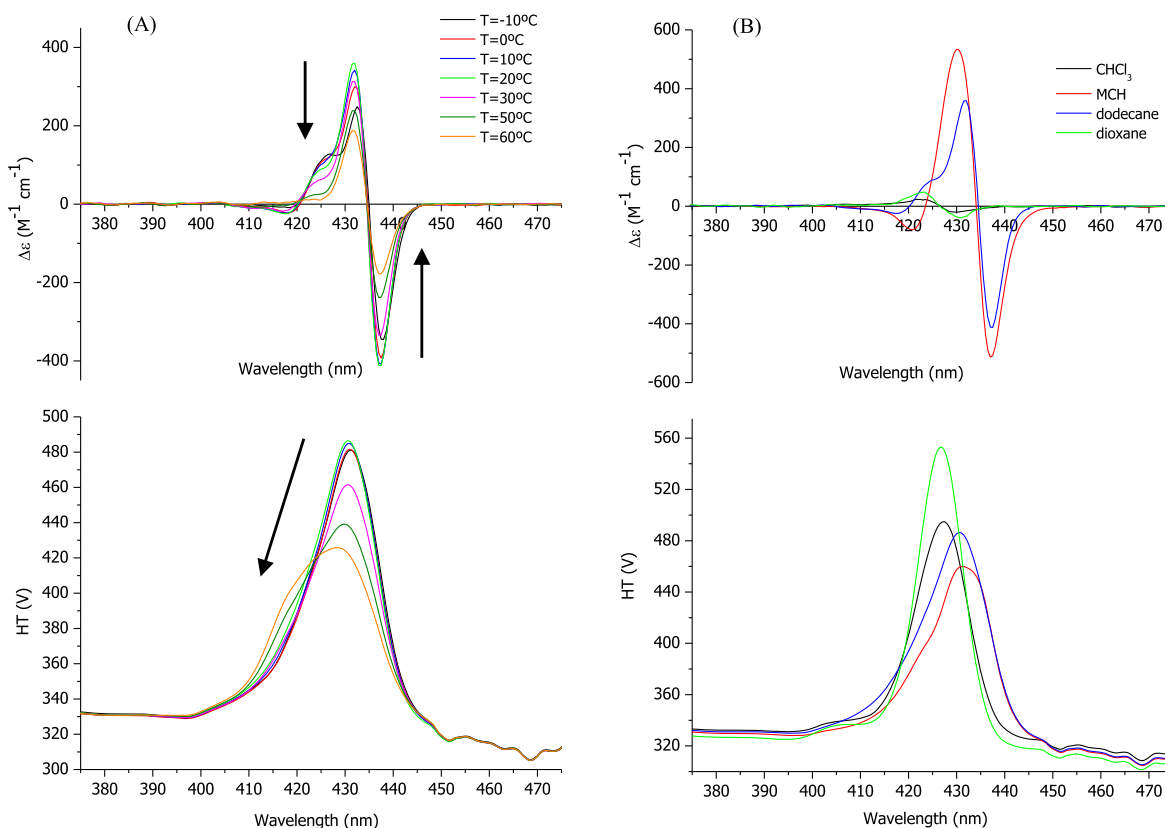 (A)
T=-10ºC
T=0ºC
T=10ºC
T=20ºC
T=30ºC
T=50ºC
T=60ºC
400
200
0
-200
-400
Δε (M⁻¹ cm⁻¹)
380 390 400 410 420 430 440 450 460 470
Wavelength (nm)
500
480
460
440
420
400
380
360
340
320
300
HT (V)
380 390 400 410 420 430 440 450 460 470
Wavelength (nm)
(B)
CHCl₃
MCH
dodecane
dioxane
600
400
200
0
-200
-400
-600
Δε (M⁻¹ cm⁻¹)
380 390 400 410 420 430 440 450 460 470
Wavelength (nm)
560
520
480
440
400
360
320
HT (V)
380 390 400 410 420 430 440 450 460 470
Wavelength (nm)